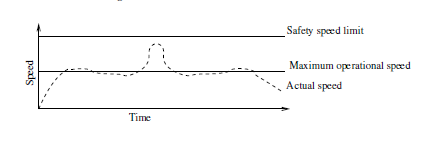 Safety speed limit
Maximum operational speed
Actual speed
Speed
Time